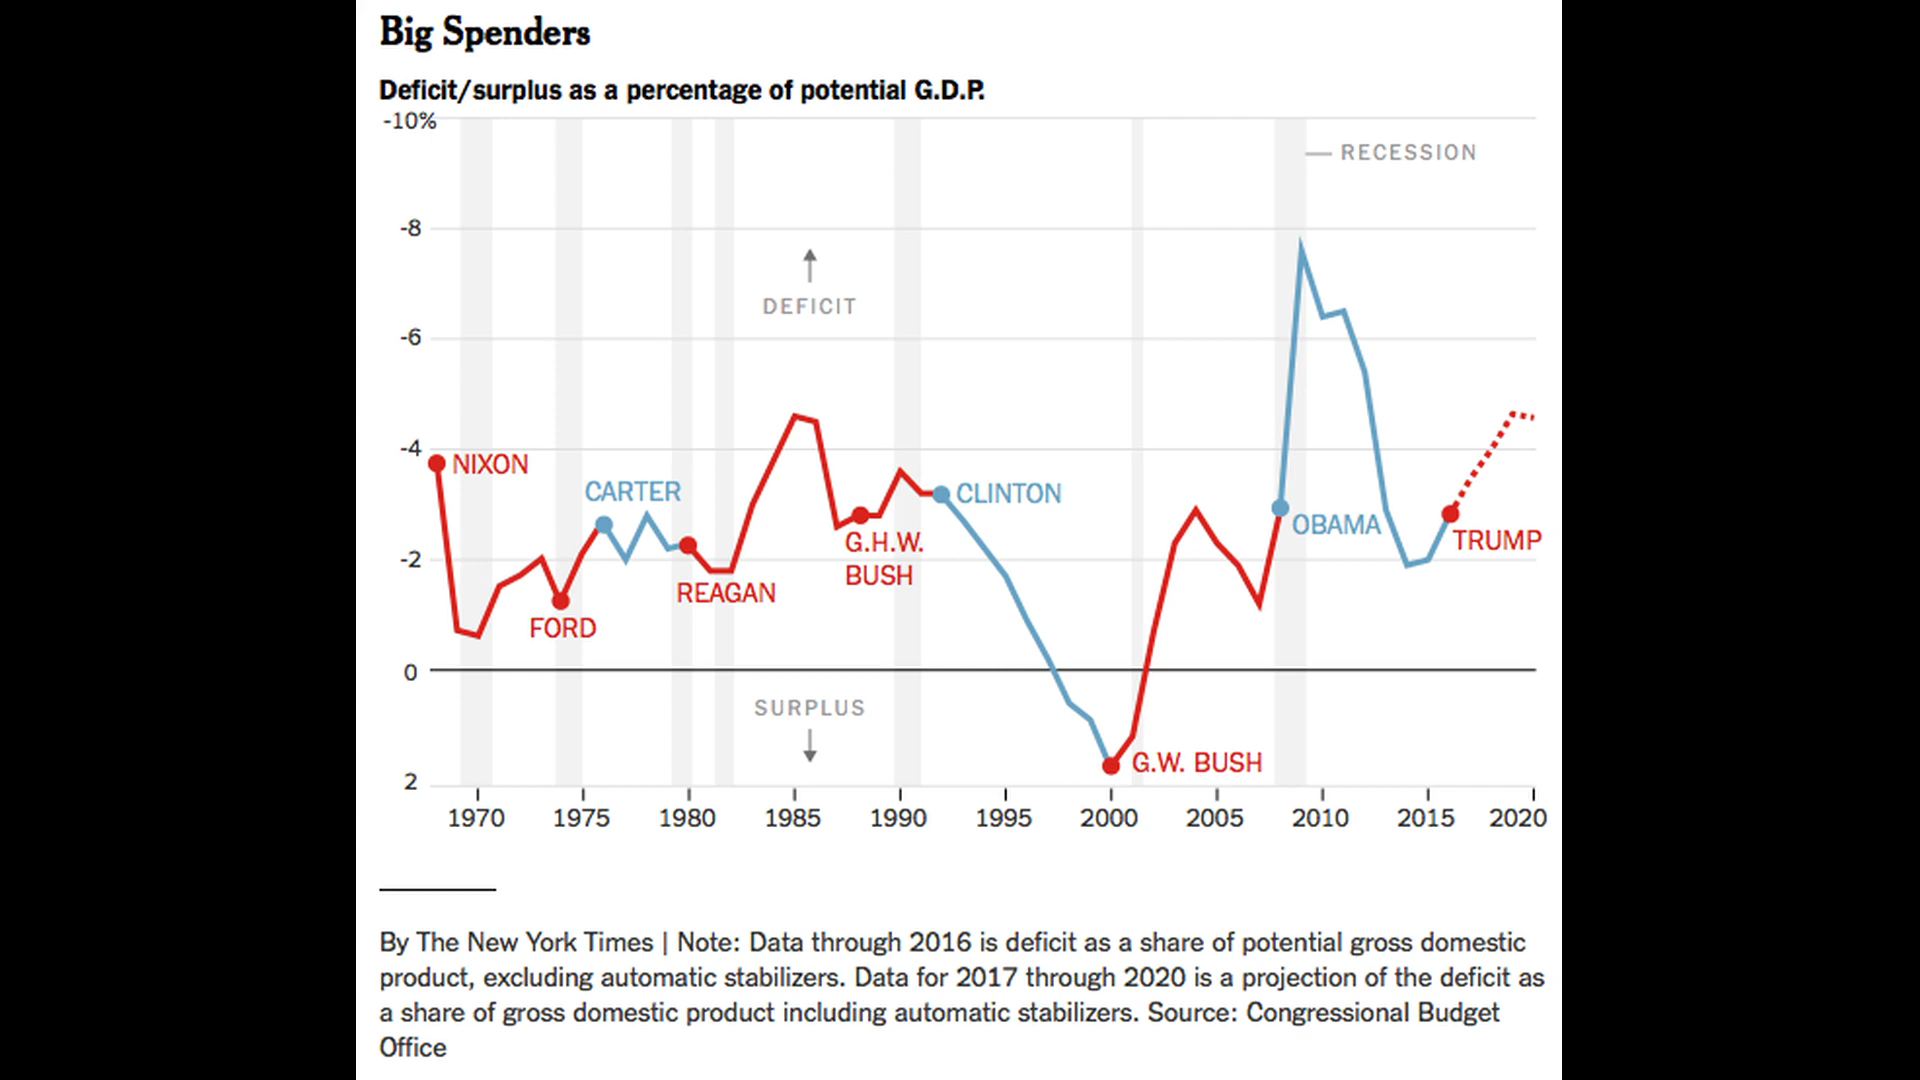 Big Spenders
Deficit/surplus as a percentage of potential G.D.P.
-10%
RECESSION
-8
DEFICIT
-6
-4
NIXON
CARTER
CLINTON
OBAMA
TRUMP
G.H.W.
BUSH
-2
REAGAN
FORD
0
SURPLUS
G.W. BUSH
2
1970 1975 1980 1985 1990 1995 2000 2005 2010 2015 2020
By The New York Times | Note: Data through 2016 is deficit as a share of potential gross domestic
product, excluding automatic stabilizers. Data for 2017 through 2020 is a projection of the deficit as
a share of gross domestic product including automatic stabilizers. Source: Congressional Budget
Office